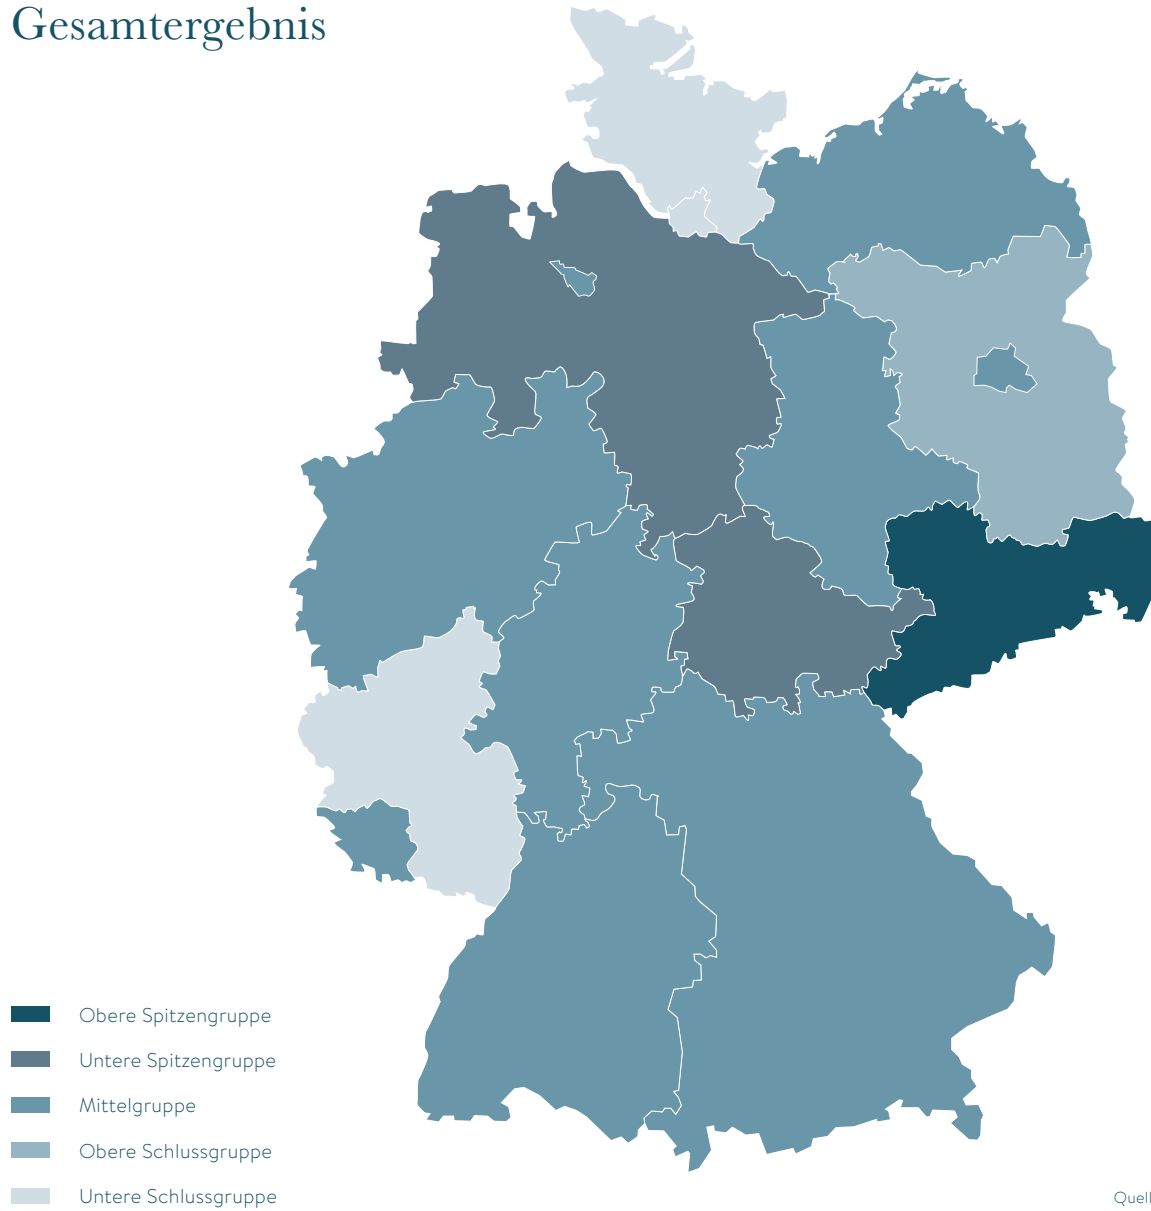 Gesamtergebnis
Obere Spitzengruppe
Untere Spitzengruppe
Mittelgruppe
Obere Schlussgruppe
Untere Schlussgruppe
Quell